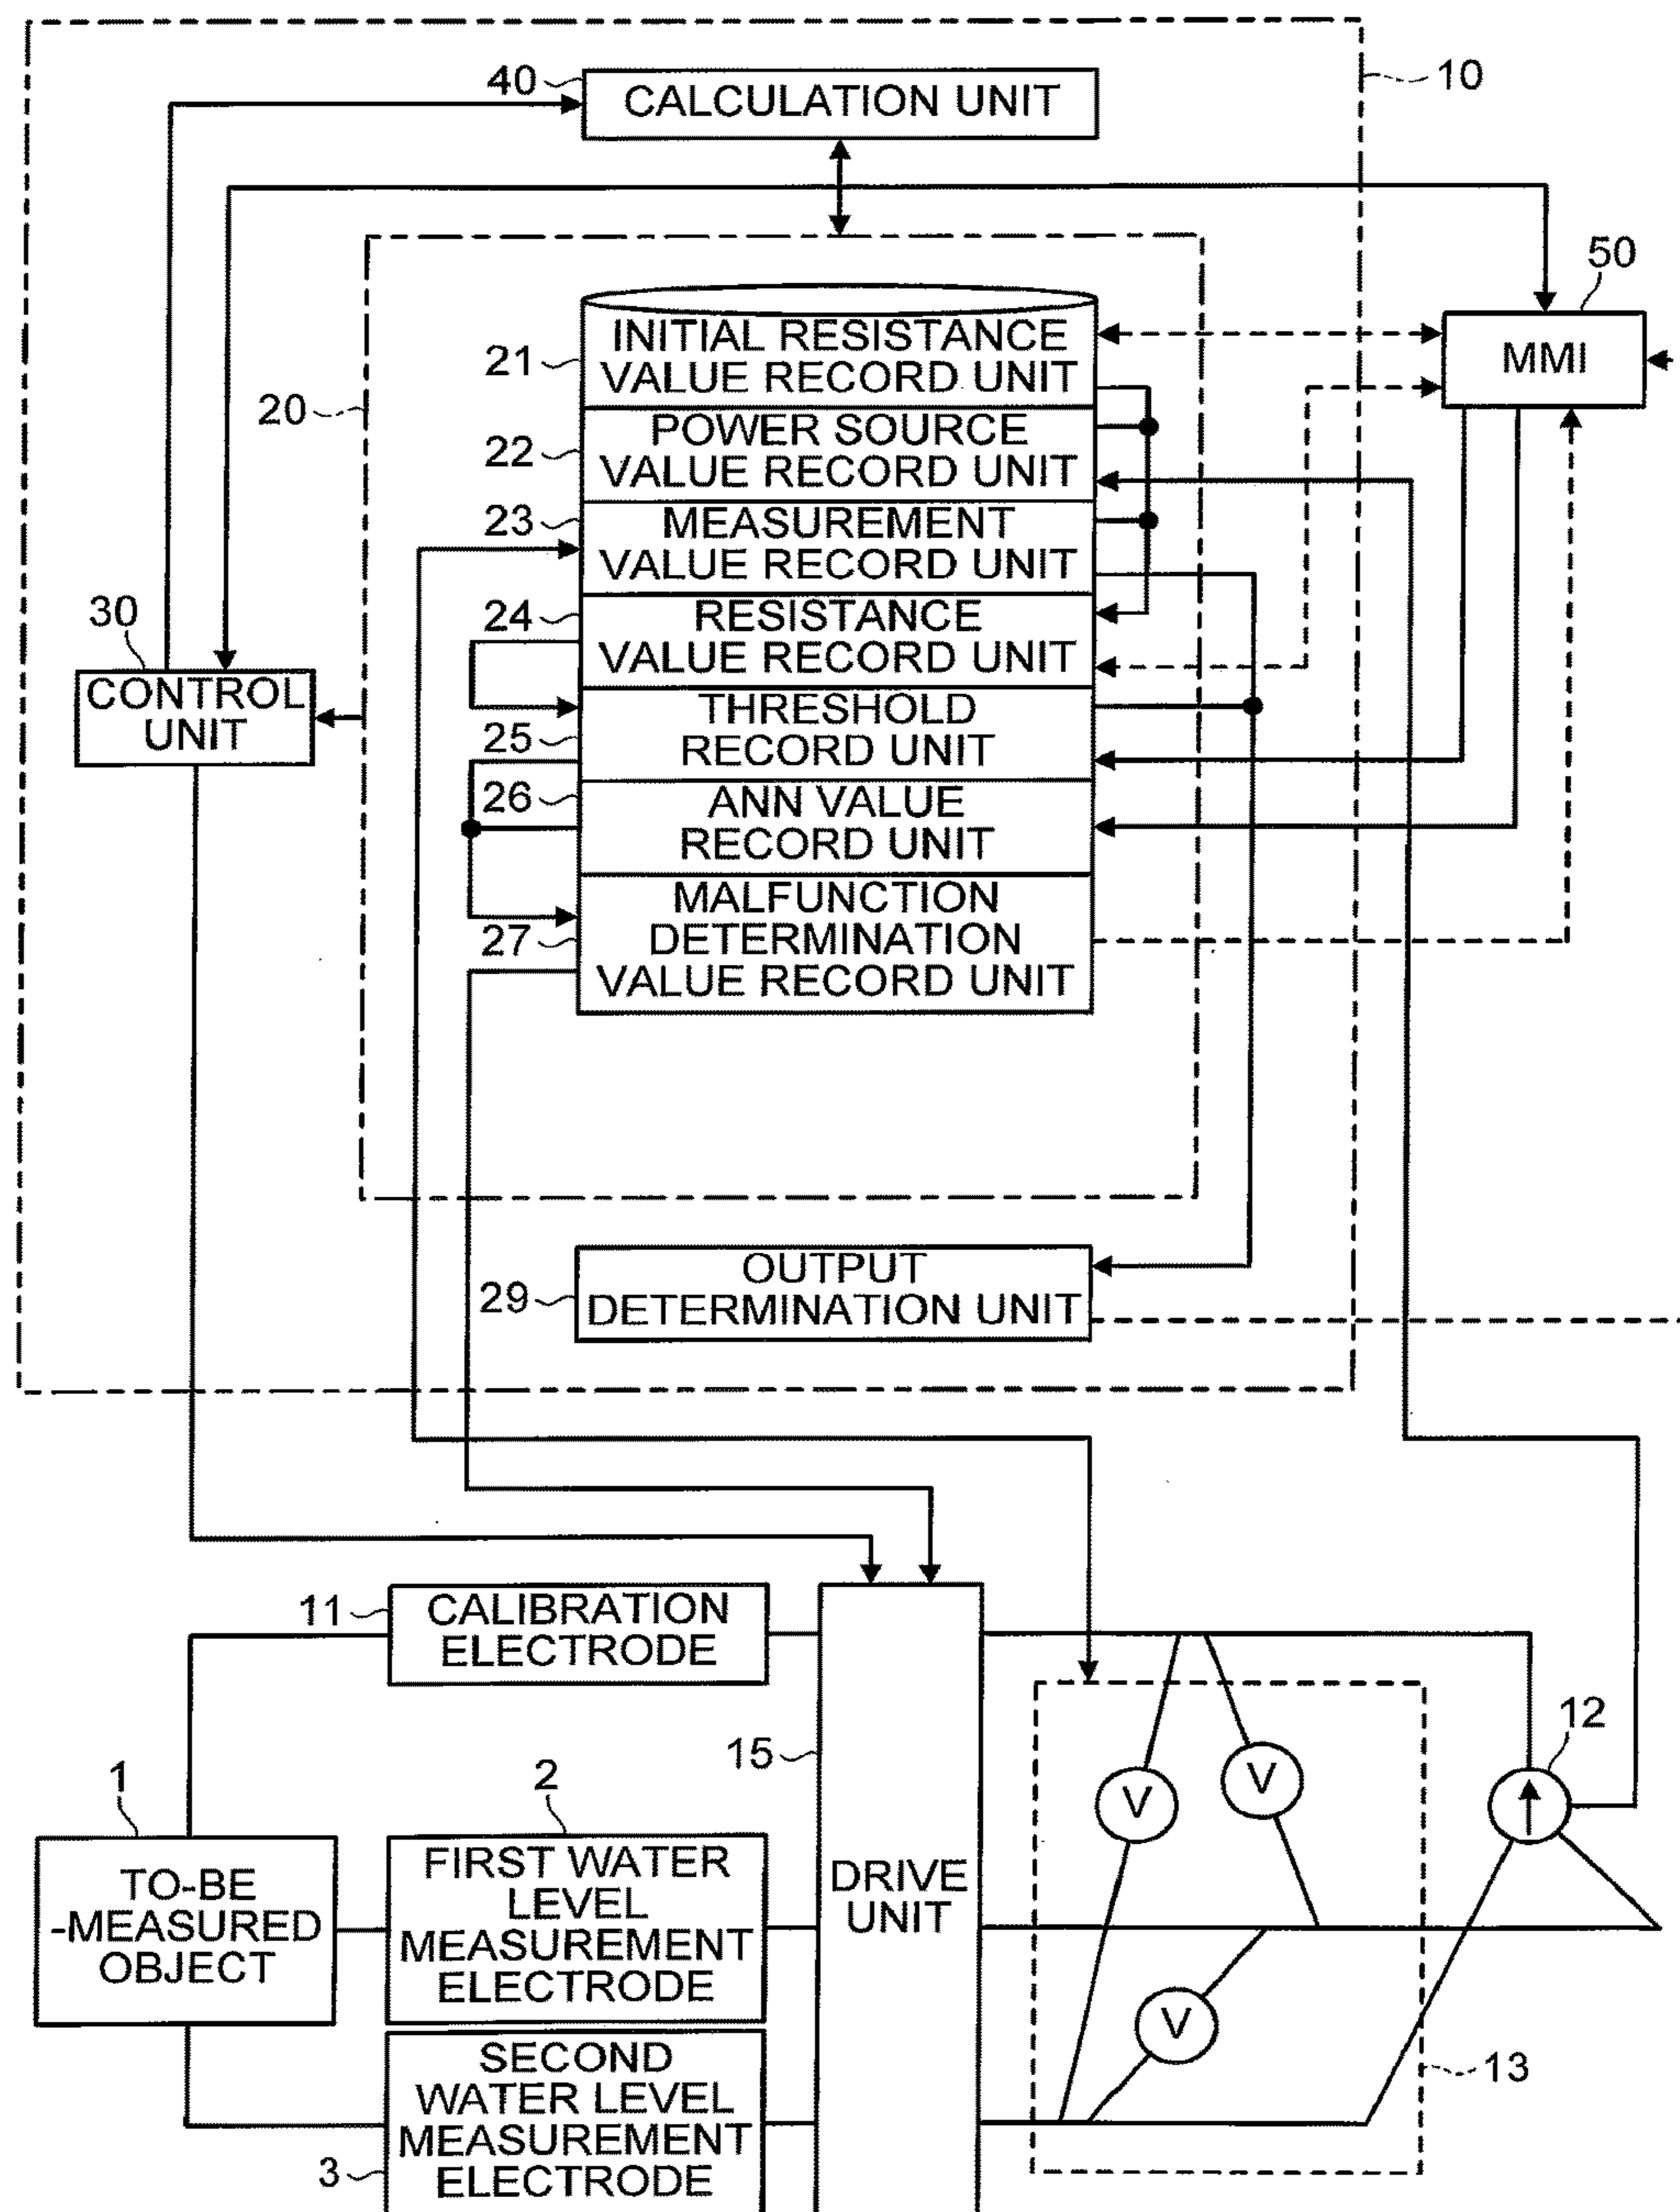 40
CALCULATION UNIT
10
50
MMI
20
21
INITIAL RESISTANCE
VALUE RECORD UNIT
22
POWER SOURCE
VALUE RECORD UNIT
23
MEASUREMENT
VALUE RECORD UNIT
24
RESISTANCE
VALUE RECORD UNIT
30
CONTROL
UNIT
25
THRESHOLD
RECORD UNIT
26
ANN VALUE
RECORD UNIT
27
MALFUNCTION
DETERMINATION
VALUE RECORD UNIT
29
OUTPUT
DETERMINATION UNIT
11
CALIBRATION
ELECTRODE
15
DRIVE
UNIT
12
V
V
V
13
1
TO-BE
-MEASURED
OBJECT
2
FIRST WATER
LEVEL
MEASUREMENT
ELECTRODE
3
SECOND
WATER LEVEL
MEASUREMENT
ELECTRODE